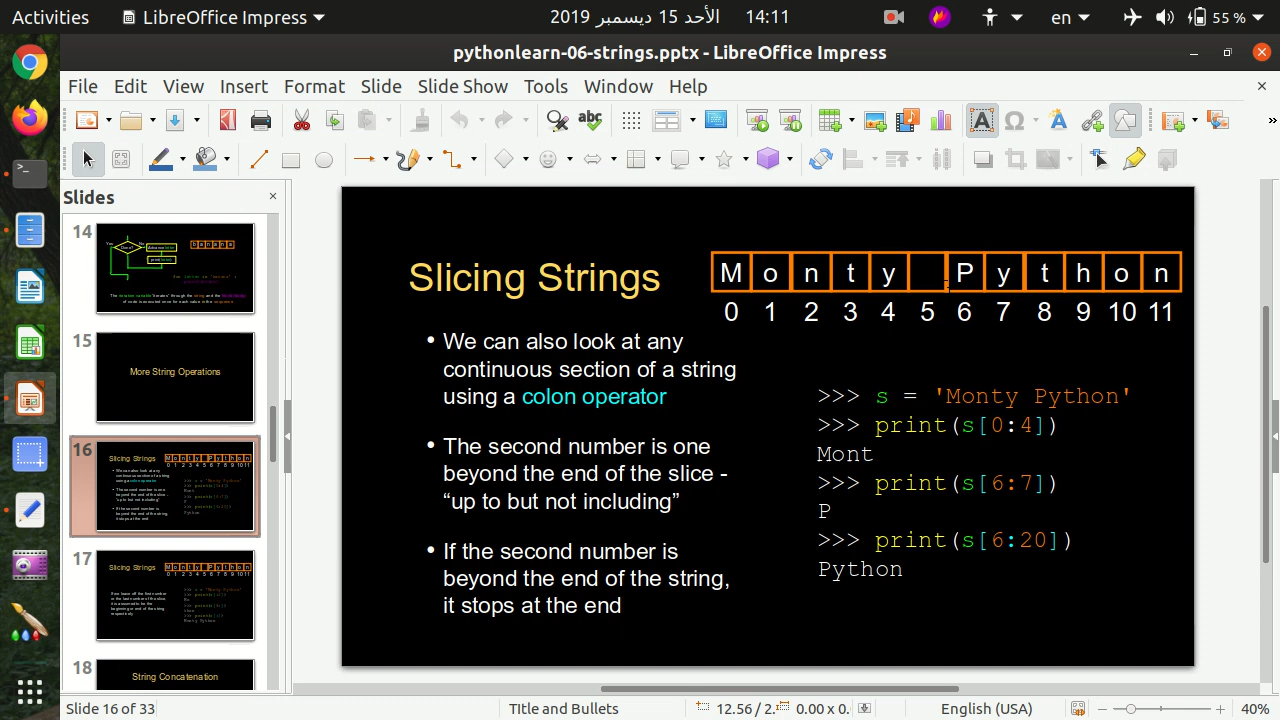 Activities LibreOffice Impress 2019 الأحد 15 ديسمبر 14:11 en 55 %
pythonlearn-06-strings.pptx - LibreOffice Impress
File Edit View Insert Format Slide Slide Show Tools Window Help
Slides
14
15
More String Operations
16
Slicing Strings
17
Slicing Strings
18
String Concatenation
Slicing Strings
M o n t y P y t h o n
0 1 2 3 4 5 6 7 8 9 10 11
• We can also look at any
continuous section of a string
using a colon operator
• The second number is one
beyond the end of the slice -
“up to but not including”
• If the second number is
beyond the end of the string,
it stops at the end
>>> s = 'Monty Python'
>>> print(s[0:4])
Mont
>>> print(s[6:7])
P
>>> print(s[6:20])
Python
Slide 16 of 33 TItle and Bullets 12.56 / 2. 0.00 x 0. English (USA) 40%